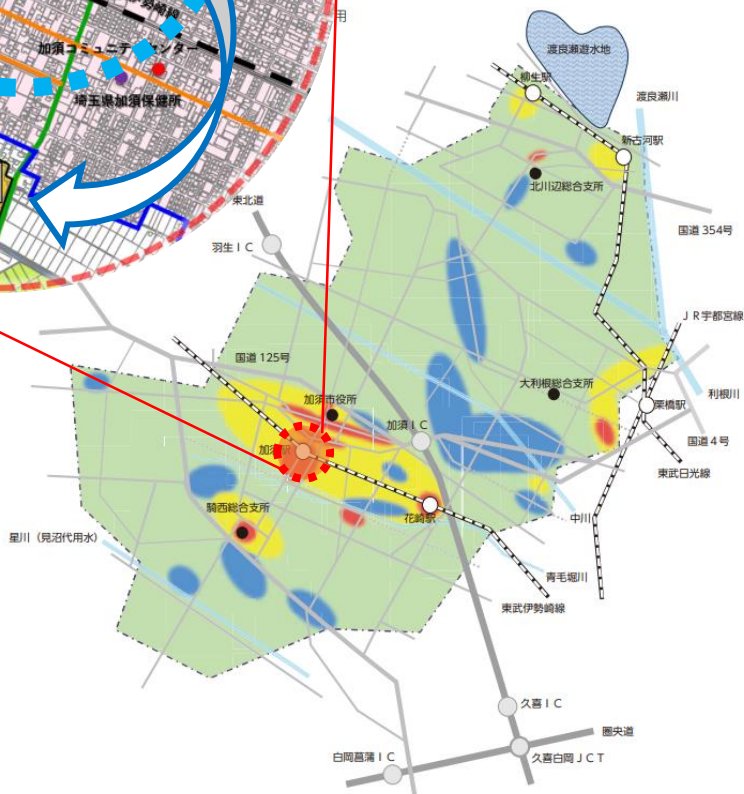 用
勢崎線
加須コミュニティセンター
埼玉県加須保健所
渡良瀬遊水地
柳生駅
渡良瀬川
新古河駅
北川辺総合支所
東北道
羽生ＩＣ
国道354号
ＪＲ宇都宮線
国道125号
大利根総合支所
加須市役所
利根川
栗橋駅
加須ＩＣ
国道４号
加須駅
東武日光線
騎西総合支所
花崎駅
中川
星川（見沼代用水）
青毛堀川
東武伊勢崎線
久喜ＩＣ
圏央道
白岡菖蒲ＩＣ
久喜白岡ＪＣＴ